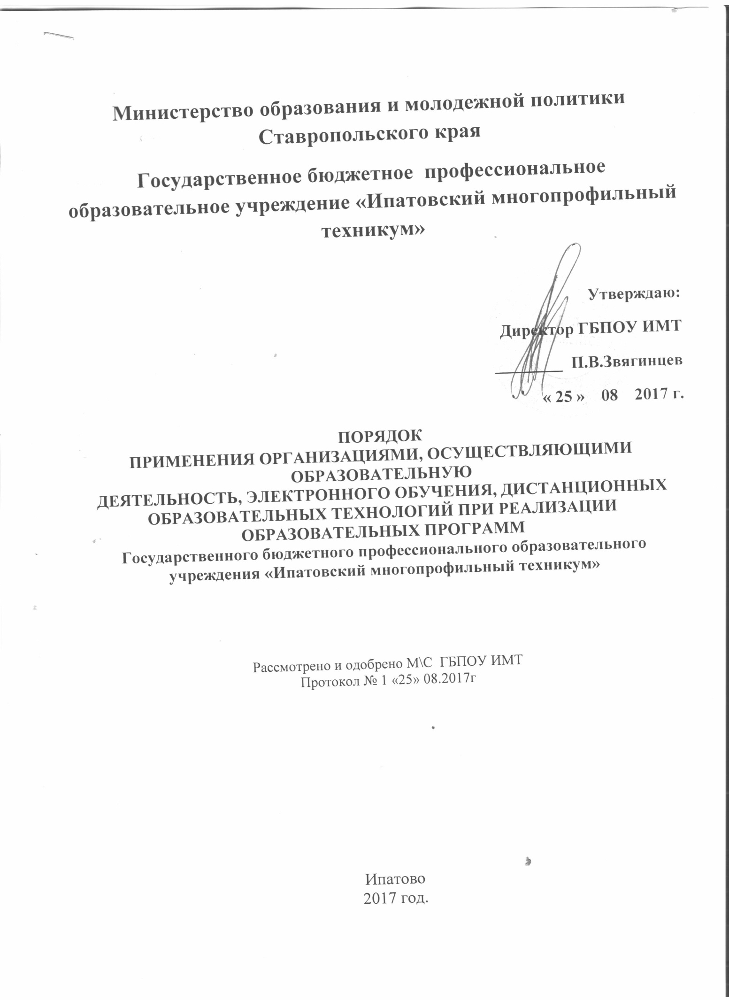 Министерство образования и молодежной политики
Ставропольского края
Государственное бюджетное профессиональное
образовательное учреждение «Ипатовский многопрофильный
техникум»
Утверждаю:
Директор ГБПОУ ИМТ
__________ П.В.Звягинцев
« 25 » 08 2017 г.
ПОРЯДОК
ПРИМЕНЕНИЯ ОРГАНИЗАЦИЯМИ, ОСУЩЕСТВЛЯЮЩИМИ
ОБРАЗОВАТЕЛЬНУЮ
ДЕЯТЕЛЬНОСТЬ, ЭЛЕКТРОННОГО ОБУЧЕНИЯ, ДИСТАНЦИОННЫХ
ОБРАЗОВАТЕЛЬНЫХ ТЕХНОЛОГИЙ ПРИ РЕАЛИЗАЦИИ
ОБРАЗОВАТЕЛЬНЫХ ПРОГРАММ
Государственного бюджетного профессионального образовательного
учреждения «Ипатовский многопрофильный техникум»
Рассмотрено и одобрено М\С ГБПОУ ИМТ
Протокол № 1 «25» 08.2017г
Ипатово
2017 год.